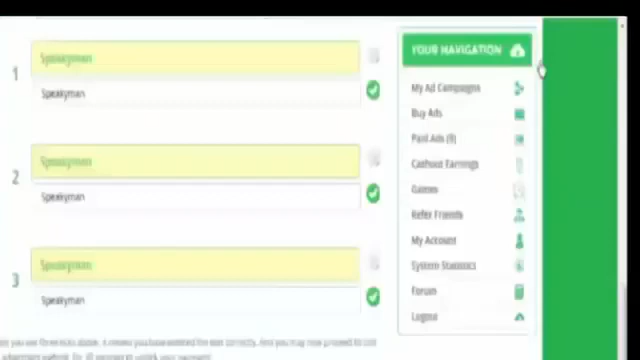 1
Speakyman
Speakyman
2
Speakyman
Speakyman
3
Speakyman
Speakyman
YOUR NAVIGATION
My Ad Campaigns
Buy Ads
Paid Ads (9)
Cashout Earnings
Games
Refer Friends
My Account
System Statistics
Forum
Logout